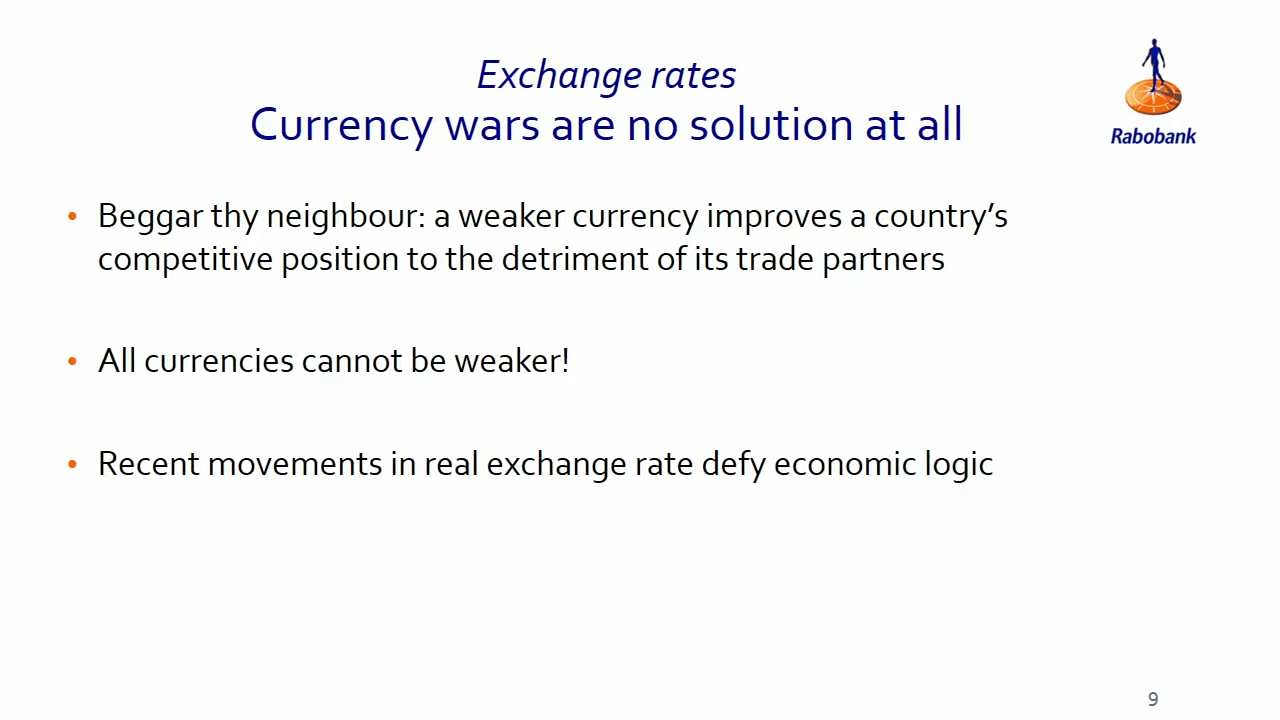 Exchange rates
Currency wars are no solution at all
Rabobank
• Beggar thy neighbour: a weaker currency improves a country’s
competitive position to the detriment of its trade partners
• All currencies cannot be weaker!
• Recent movements in real exchange rate defy economic logic
9